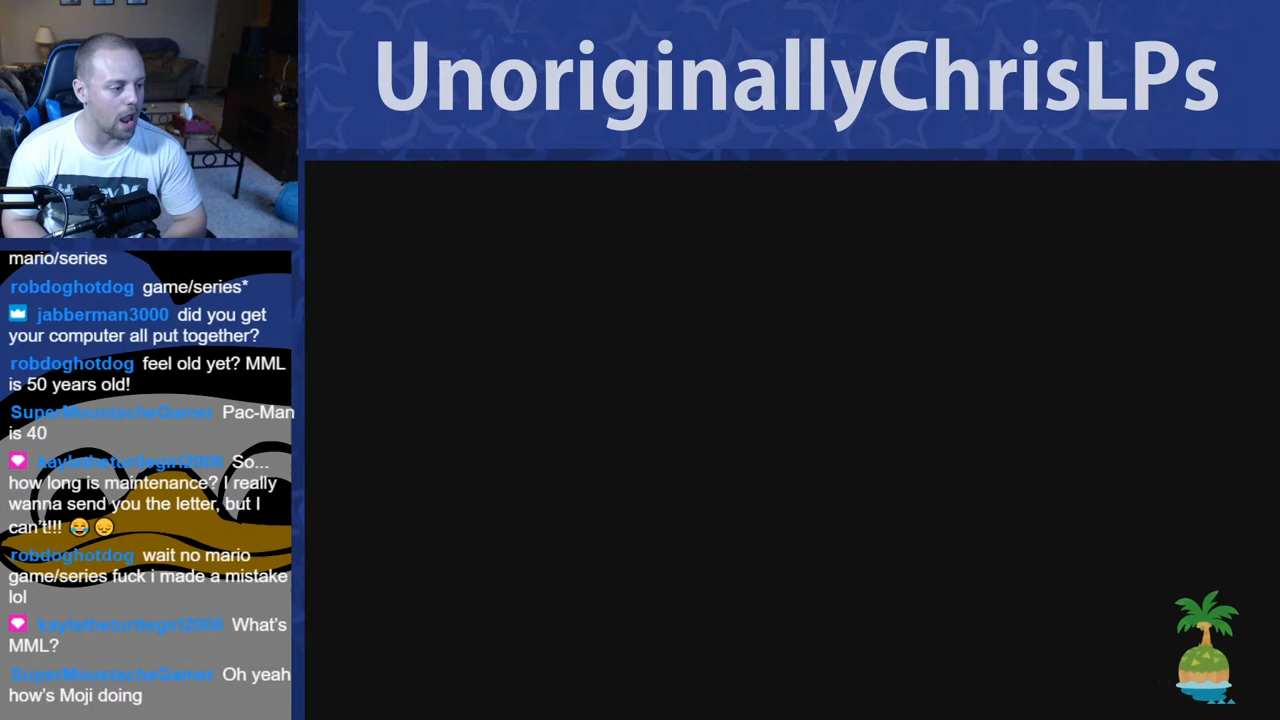 UnoriginallyChrisLPs
mario/series
robdoghotdog game/series*
jabberman3000 did you get
your computer all put together?
robdoghotdog feel old yet? MML
is 50 years old!
SuperMoustacheGamer Pac-Man
is 40
kaylatheturtlegirl2006 So...
how long is maintenance? I really
wanna send you the letter, but I
can't!!! 😂 😔
robdoghotdog wait no mario
game/series fuck i made a mistake
lol
kaylatheturtlegirl2006 What's
MML?
SuperMoustacheGamer Oh yeah
how's Moji doing